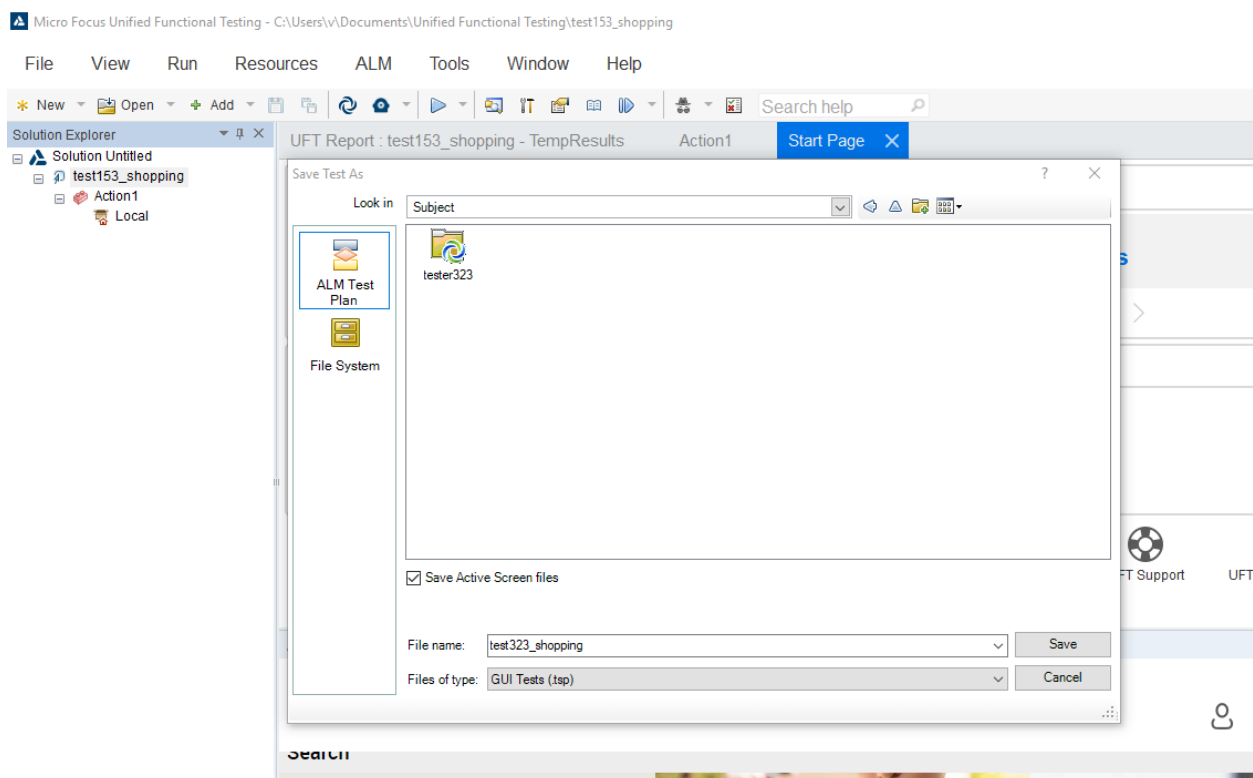 Micro Focus Unified Functional Testing - C:\Users\v\Documents\Unified Functional Testing\test153_shopping
File View Run Resources ALM Tools Window Help
New Open Add Search help
Solution Explorer
UFT Report : test153_shopping - TempResults Action1 Start Page
Solution Untitled
test153_shopping
Action1
Local
Save Test As
Look in Subject
ALM Test
Plan
File System
tester323
s
Save Active Screen files
FT Support UFT
File name: test323_shopping Save
Files of type: GUI Tests (.tsp) Cancel
Search